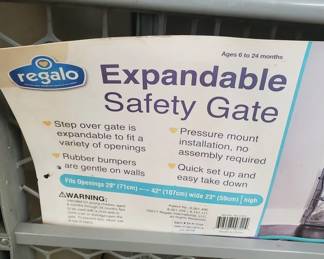 Ages 6 to 24 months
regalo
Expandable
Safety Gate
Step over gate is
expandable to fit a
variety of openings
Rubber bumpers
are gentle on walls
Pressure mount
installation, no
assembly required
Quick set up and
easy take down
Fits Openings 28" (71cm) — 42" (107cm) wide 23" (58cm) high
WARNING: